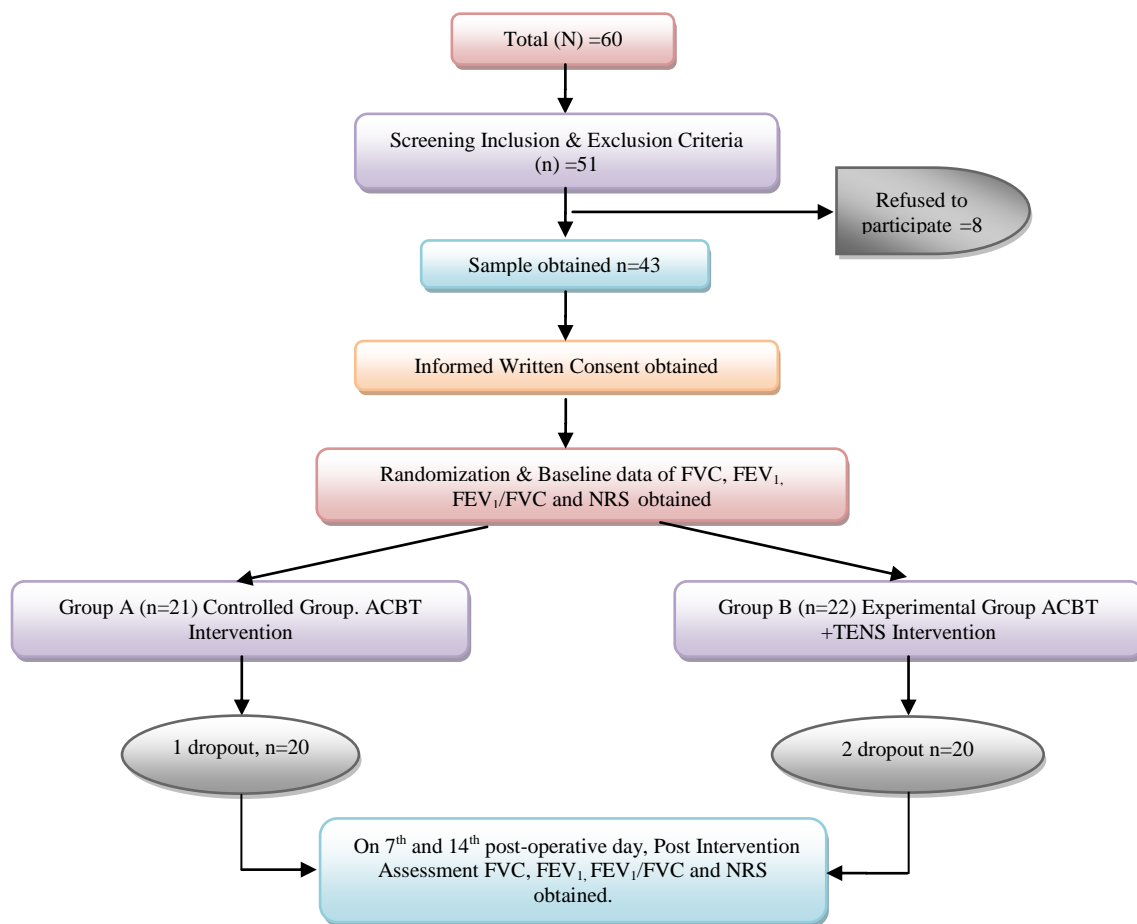 Total (N) =60
Screening Inclusion & Exclusion Criteria
(n) =51
Refused to
participate =8
Sample obtained n=43
Informed Written Consent obtained
Randomization & Baseline data of FVC, FEV1,
FEV1/FVC and NRS obtained
Group A (n=21) Controlled Group. ACBT
Intervention
Group B (n=22) Experimental Group ACBT
+TENS Intervention
1 dropout, n=20
2 dropout n=20
On 7th and 14th post-operative day, Post Intervention
Assessment FVC, FEV1, FEV1/FVC and NRS
obtained.